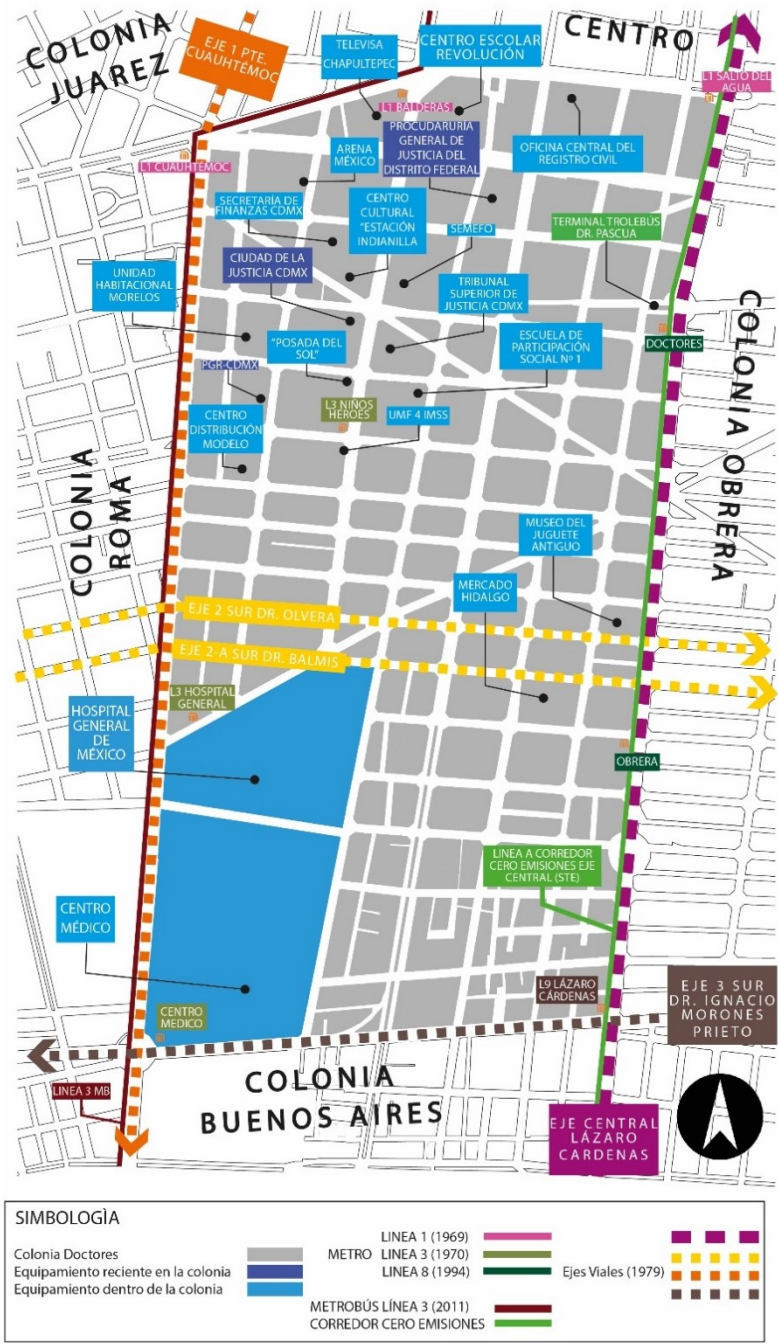 COLONIA
JUAREZ
EJE 1 PTE.
CUAUHTÉMOC
TELEVISA
CHAPULTEPEC
CENTRO ESCOLAR
REVOLUCIÓN
CENTRO
L1 SALTO DEL
AGUA
L1 BALDERAS
L1 CUAUHTEMOC
ARENA
MÉXICO
PROCUDARURÍA
GENERAL DE
JUSTICIA DEL
DISTRITO FEDERAL
OFICINA CENTRAL DEL
REGISTRO CIVIL
SECRETARÍA DE
FINANZAS CDMX
CENTRO
CULTURAL
"ESTACIÓN
INDIANILLA
SEMEFO
TERMINAL TROLEBÚS
DR. PASCUA
CIUDAD DE LA
JUSTICIA CDMX
UNIDAD
HABITACIONAL
MORELOS
TRIBUNAL
SUPERIOR DE
JUSTICIA CDMX
DOCTORES
"POSADA
DEL SOL"
ESCUELA DE
PARTICIPACIÓN
SOCIAL Nº 1
PGR-CDMX
L3 NIÑOS
HÉROES
UMF 4 IMSS
CENTRO
DISTRIBUCIÓN
MODELO
COLONIA
ROMA
COLONIA OBRERA
MUSEO DEL
JUGUETE
ANTIGUO
MERCADO
HIDALGO
EJE 2 SUR DR. OLVERA
EJE 2-A SUR DR. BALMIS
L3 HOSPITAL
GENERAL
HOSPITAL
GENERAL
DE
MÉXICO
OBRERA
LINEA A CORREDOR
CERO EMISIONES EJE
CENTRAL (STE)
CENTRO
MÉDICO
L9 LÁZARO
CÁRDENAS
EJE 3 SUR
DR. IGNACIO
MORONES
PRIETO
CENTRO
MEDICO
LINEA 3 MB
COLONIA
BUENOS AIRES
EJE CENTRAL
LÁZARO
CARDENAS
SIMBOLOGÌA
Colonia Doctores
Equipamiento reciente en la colonia
Equipamiento dentro de la colonia
METRO
LINEA 1 (1969)
LINEA 3 (1970)
LINEA 8 (1994)
METROBÚS LÍNEA 3 (2011)
CORREDOR CERO EMISIONES
Ejes Viales (1979)